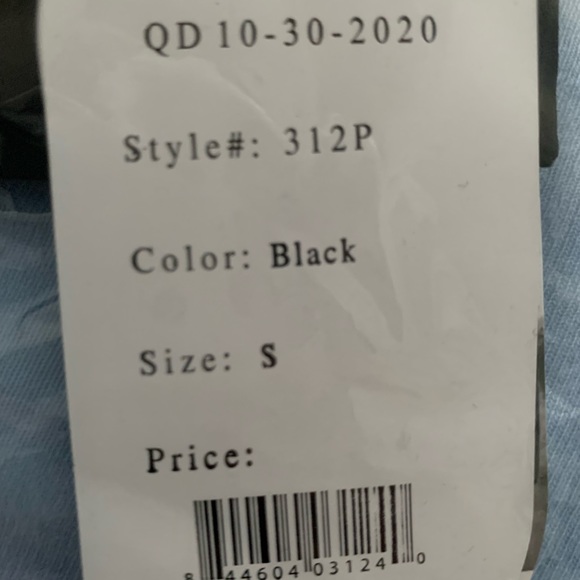 QD 10-30-2020
Style#: 312P
Color: Black
Size: S
Price:
8 44604 03124 0